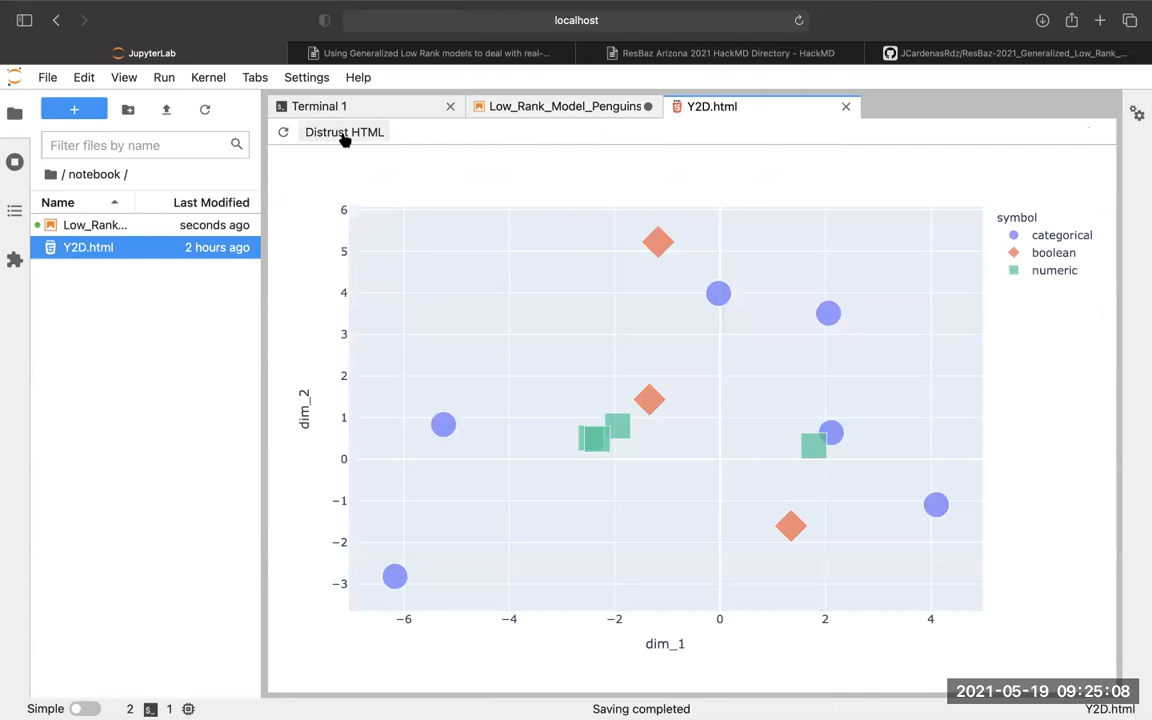 localhost
JupyterLab
Using Generalized Low Rank models to deal with real-...
ResBaz Arizona 2021 HackMD Directory - HackMD
JCardenasRdz/ResBaz-2021_Generalized_Low_Rank_...
File Edit View Run Kernel Tabs Settings Help
Terminal 1
Low_Rank_Model_Penguins
Y2D.html
Distrust HTML
Filter files by name
/ notebook /
Name Last Modified
Low_Rank... seconds ago
Y2D.html 2 hours ago
symbol
categorical
boolean
numeric
6
5
4
3
2
1
0
−1
−2
−3
dim_2
−6 −4 −2 0 2 4
dim_1
2021-05-19 09:25:08
Simple 2 $_ 1 Saving completed Y2D.html